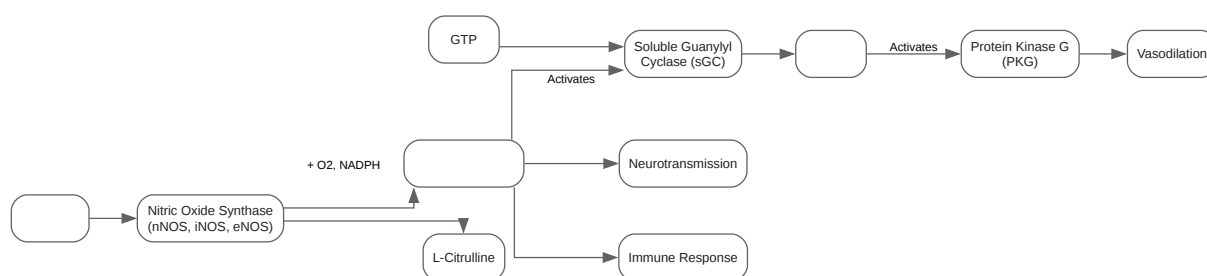 GTP
Soluble Guanylyl
Cyclase (sGC)
Activates
Protein Kinase G
(PKG)
Vasodilation
Activates
+ O2, NADPH
Neurotransmission
Nitric Oxide Synthase
(nNOS, iNOS, eNOS)
L-Citrulline
Immune Response